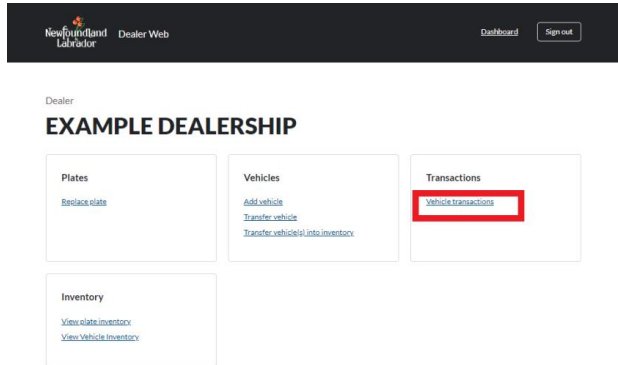 Newfoundland
Labrador
Dealer Web
Dashboard
Sign out
Dealer
EXAMPLE DEALERSHIP
Plates
Replace plate
Vehicles
Add vehicle
Transfer vehicle
Transfer vehicle(s) into inventory
Transactions
Vehicle transactions
Inventory
View plate inventory
View Vehicle Inventory